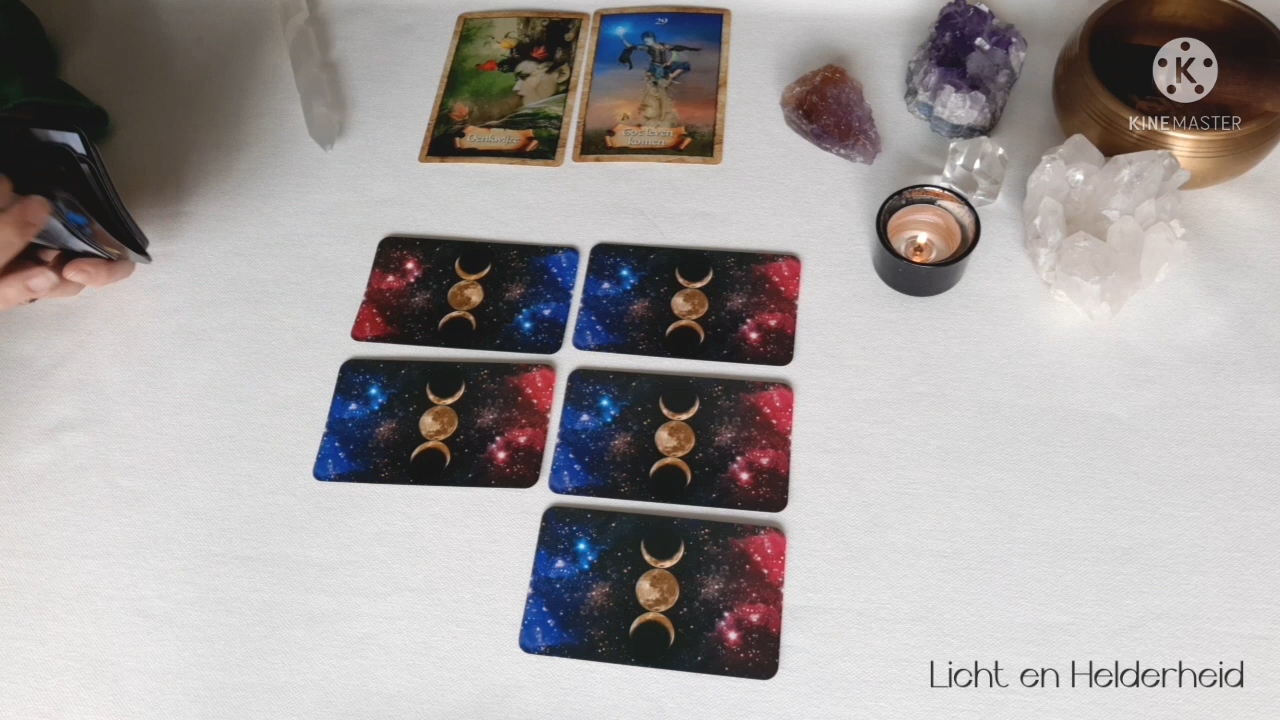 29
Denkwijze
Tot leven
komen
K
KINEMASTER
Licht en Helderheid